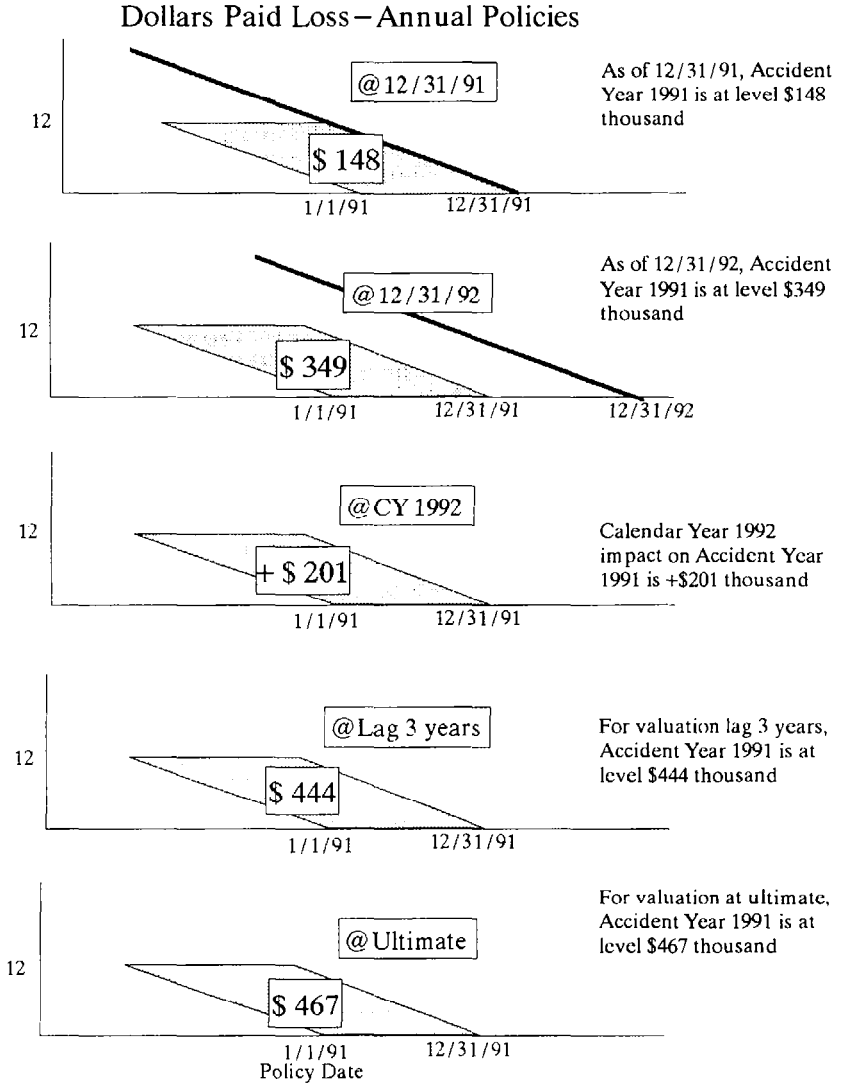 Dollars Paid Loss—Annual Policies
@ 12/31/91
As of 12/31/91, Accident
Year 1991 is at level $148
thousand
12
$ 148
1/1/91
12/31/91
@ 12/31/92
As of 12/31/92, Accident
Year 1991 is at level $349
thousand
12
$ 349
1/1/91
12/31/91
12/31/92
@ CY 1992
12
Calendar Year 1992
impact on Accident Year
1991 is +$201 thousand
+ $ 201
1/1/91
12/31/91
@ Lag 3 years
For valuation lag 3 years,
Accident Year 1991 is at
level $444 thousand
12
$ 444
1/1/91
12/31/91
For valuation at ultimate,
Accident Year 1991 is at
level $467 thousand
@ Ultimate
12
$ 467
1/1/91
12/31/91
Policy Date